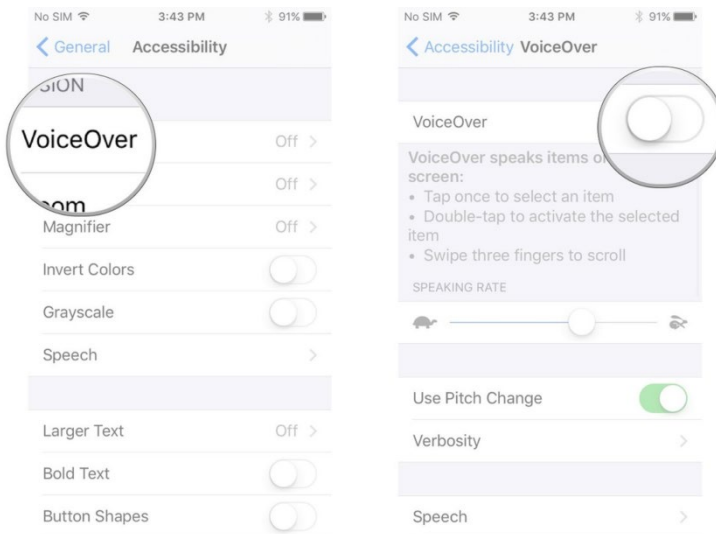 No SIM 3:43 PM 91%
General Accessibility
VoiceOver
Off
Off
Magnifier Off
Invert Colors
Grayscale
Speech
Larger Text Off
Bold Text
Button Shapes
No SIM 3:43 PM 91%
Accessibility VoiceOver
VoiceOver
VoiceOver speaks items
screen:
• Tap once to select an item
• Double-tap to activate the selected
item
• Swipe three fingers to scroll
SPEAKING RATE
Use Pitch Change
Verbosity
Speech